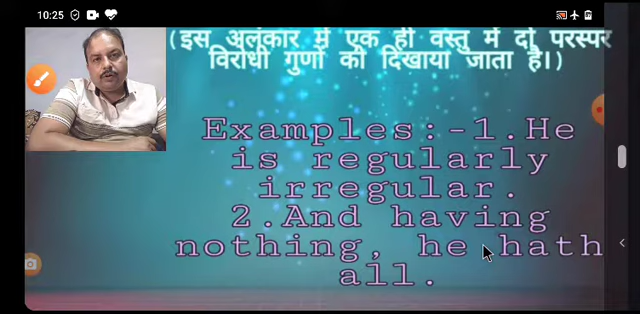 10:25
(इस अलंकार में एक ही वस्तु में दो परस्पर
विरोधी गुणों को दिखाया जाता है।)
Examples:-1.He
is regularly
irregular.
2.And having
nothing, he hath
all.